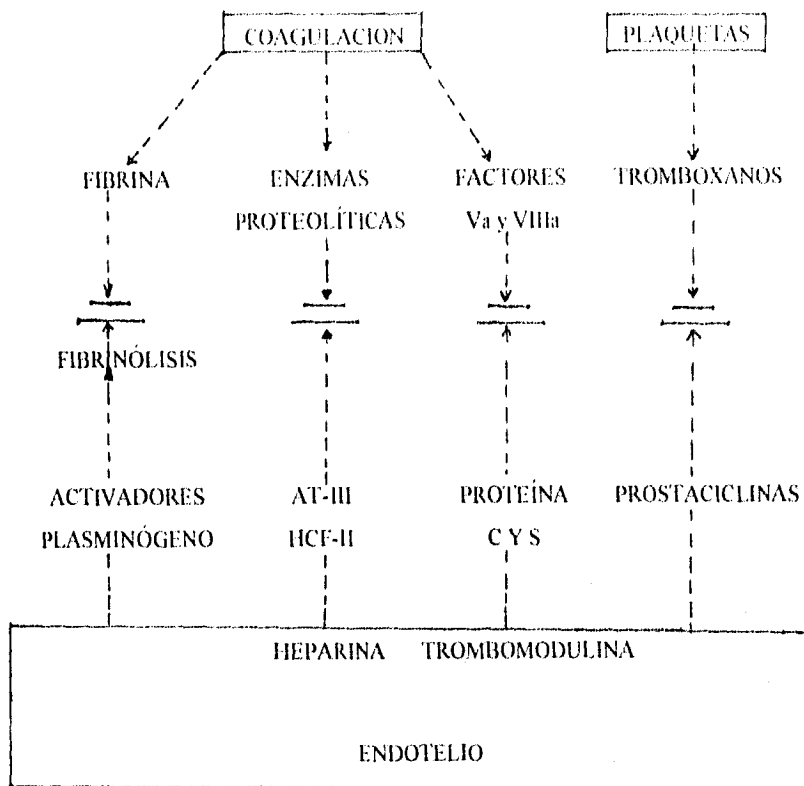 COAGULACION PLAQUETAS
FIBRINA ENZIMAS FACTORES TROMBOXANOS
PROTEOLÍTICAS Va y VIIIa
FIBRINÓLISIS
ACTIVADORES AT-III PROTEÍNA PROSTACICLINAS
PLASMINÓGENO HCF-II C Y S
HEPARINA TROMBOMODULINA
ENDOTELIO